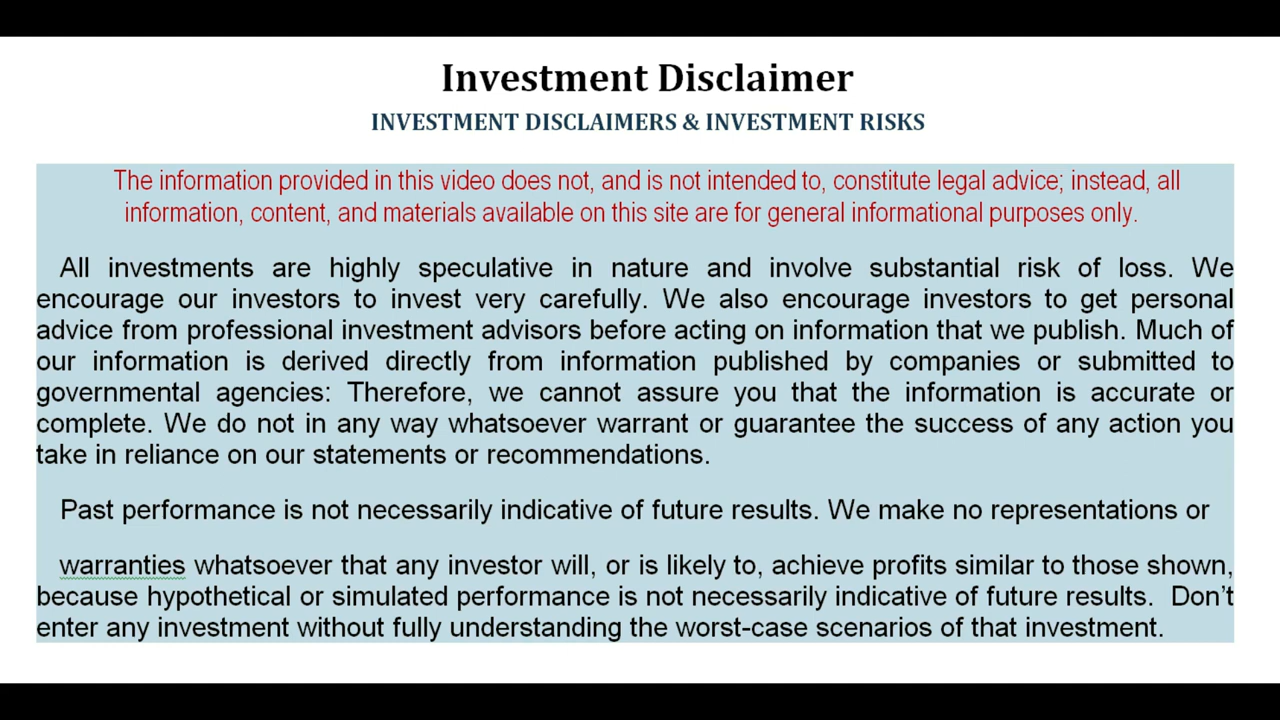 Investment Disclaimer
INVESTMENT DISCLAIMERS & INVESTMENT RISKS
The information provided in this video does not, and is not intended to, constitute legal advice; instead, all
information, content, and materials available on this site are for general informational purposes only.
All investments are highly speculative in nature and involve substantial risk of loss. We
encourage our investors to invest very carefully. We also encourage investors to get personal
advice from professional investment advisors before acting on information that we publish. Much of
our information is derived directly from information published by companies or submitted to
governmental agencies: Therefore, we cannot assure you that the information is accurate or
complete. We do not in any way whatsoever warrant or guarantee the success of any action you
take in reliance on our statements or recommendations.
Past performance is not necessarily indicative of future results. We make no representations or
warranties whatsoever that any investor will, or is likely to, achieve profits similar to those shown,
because hypothetical or simulated performance is not necessarily indicative of future results.  Don’t
enter any investment without fully understanding the worst-case scenarios of that investment.